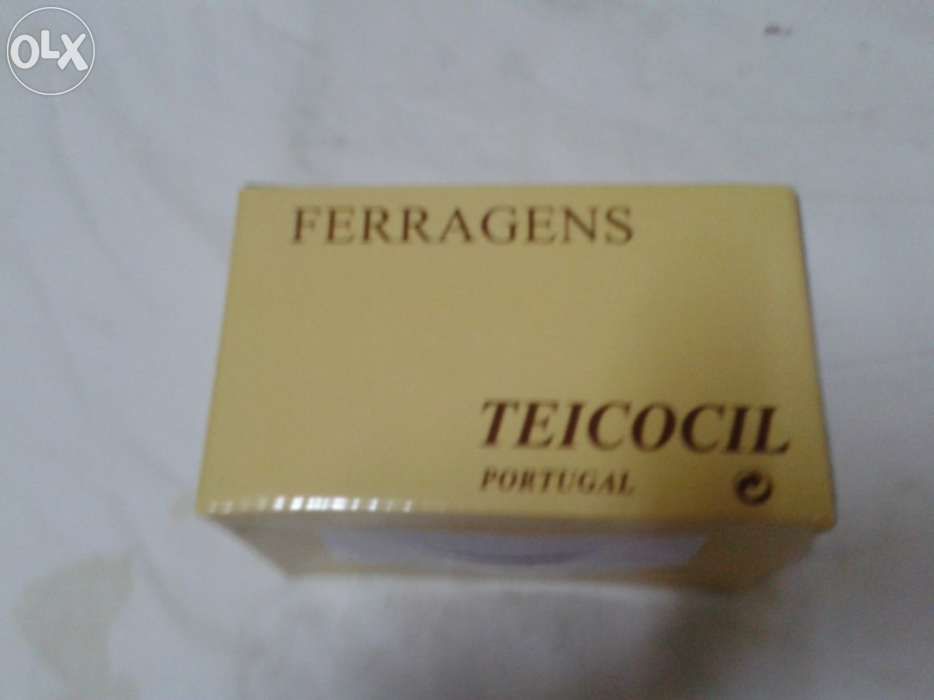 OLX
FERRAGENS
TEICOCIL
PORTUGAL